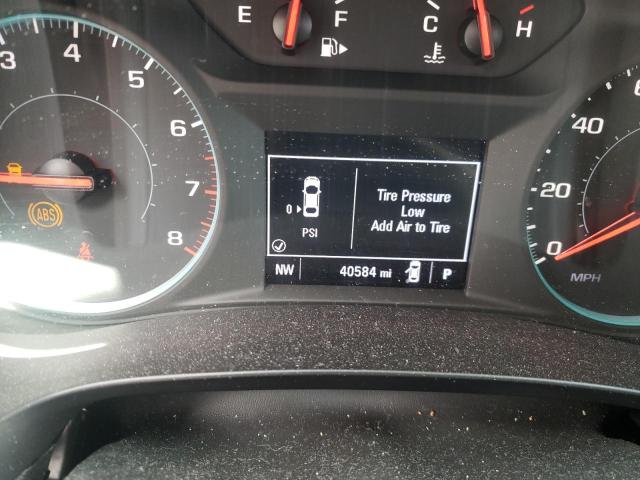 E F C H
3 4 5 6 7 8
ABS
0
PSI
Tire Pressure
Low
Add Air to Tire
NW 40584 mi P
0 20 40
MPH